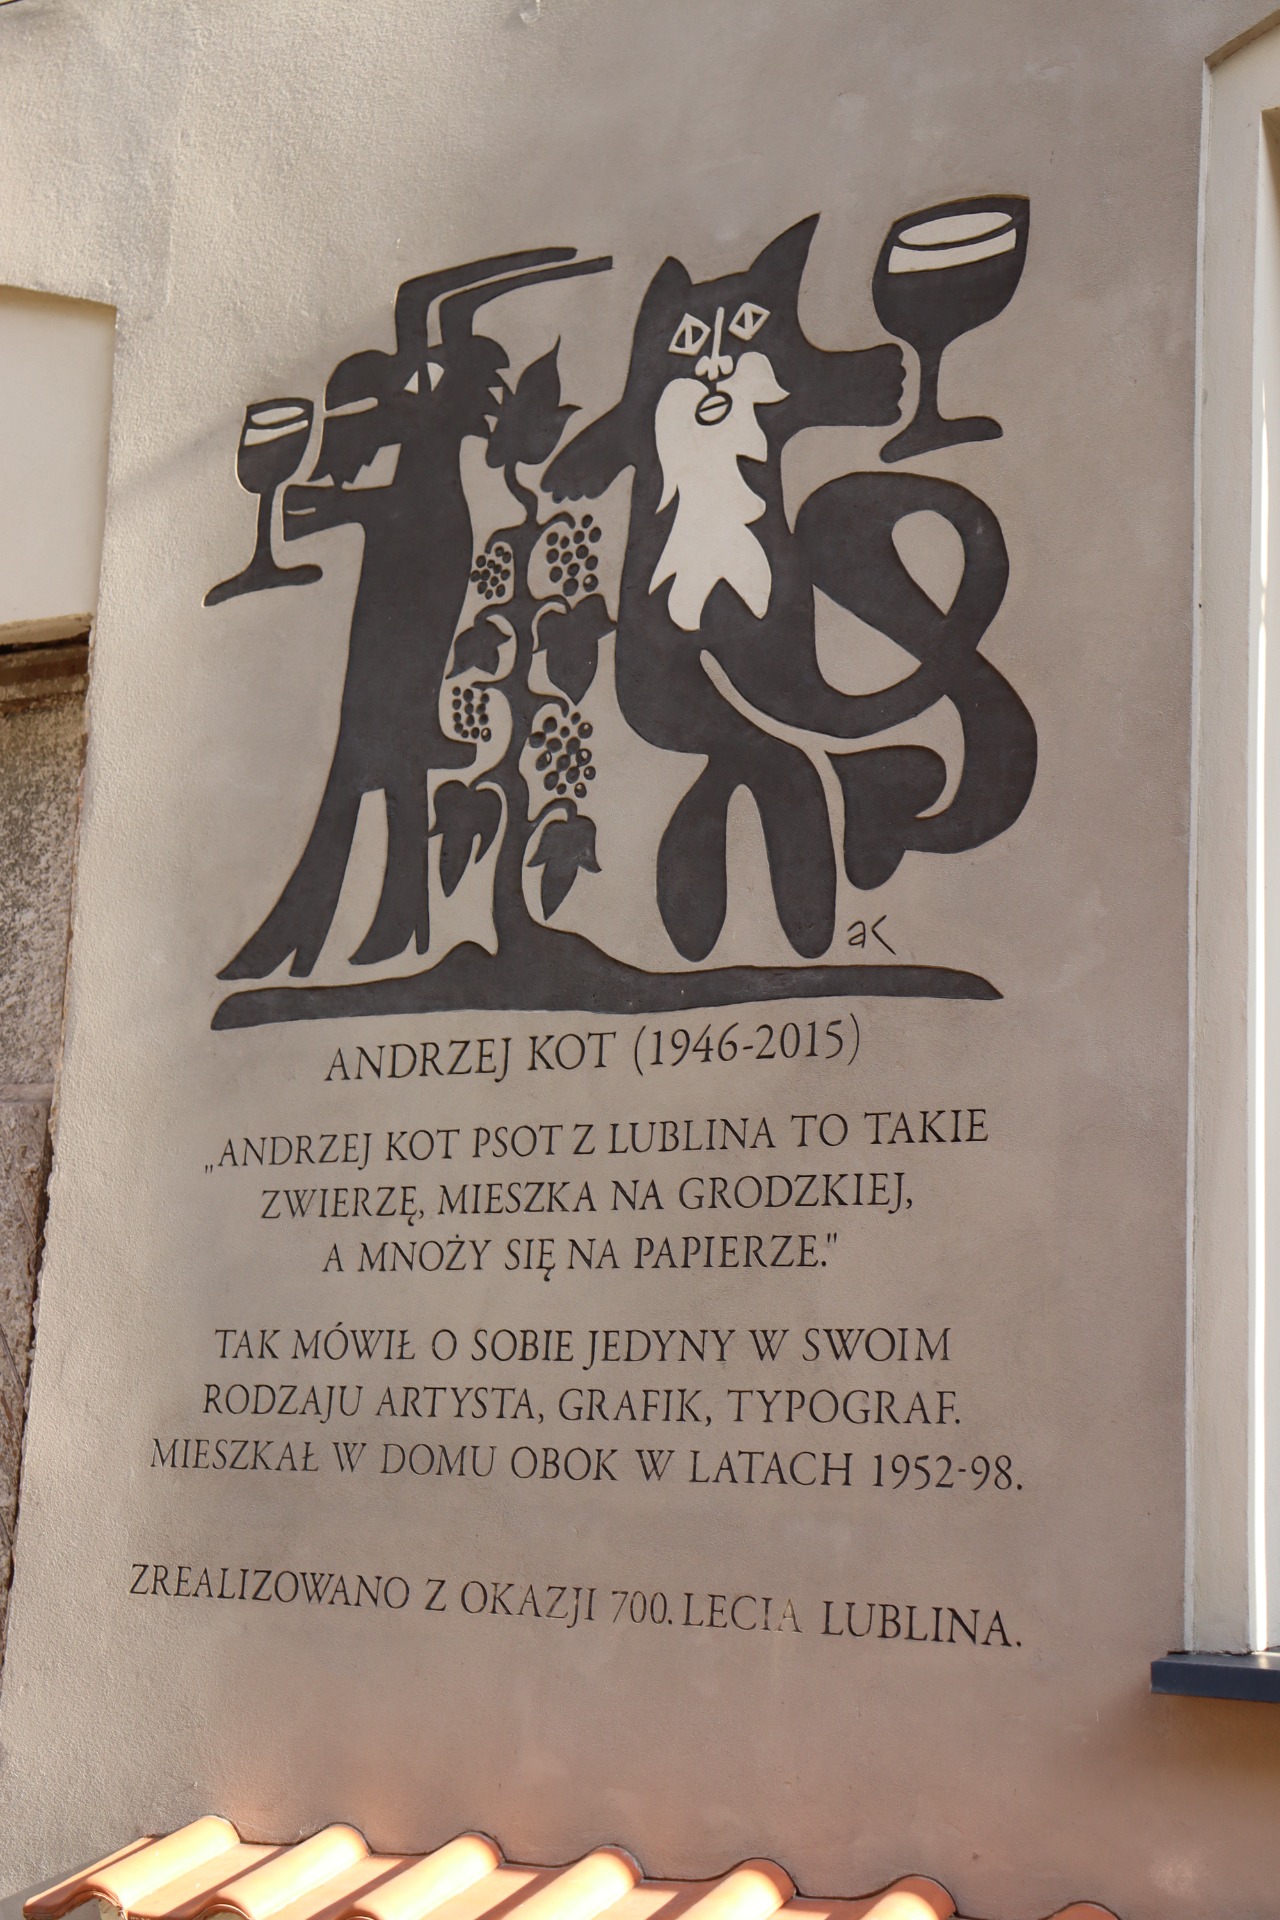 aK
ANDRZEJ KOT (1946-2015)
„ANDRZEJ KOT PSOT Z LUBLINA TO TAKIE
ZWIERZĘ, MIESZKA NA GRODZKIEJ,
A MNOŻY SIĘ NA PAPIERZE."
TAK MÓWIŁ O SOBIE JEDYNY W SWOIM
RODZAJU ARTYSTA, GRAFIK, TYPOGRAF.
MIESZKAŁ W DOMU OBOK W LATACH 1952-98.
ZREALIZOWANO Z OKAZJI 700.LECIA LUBLINA.